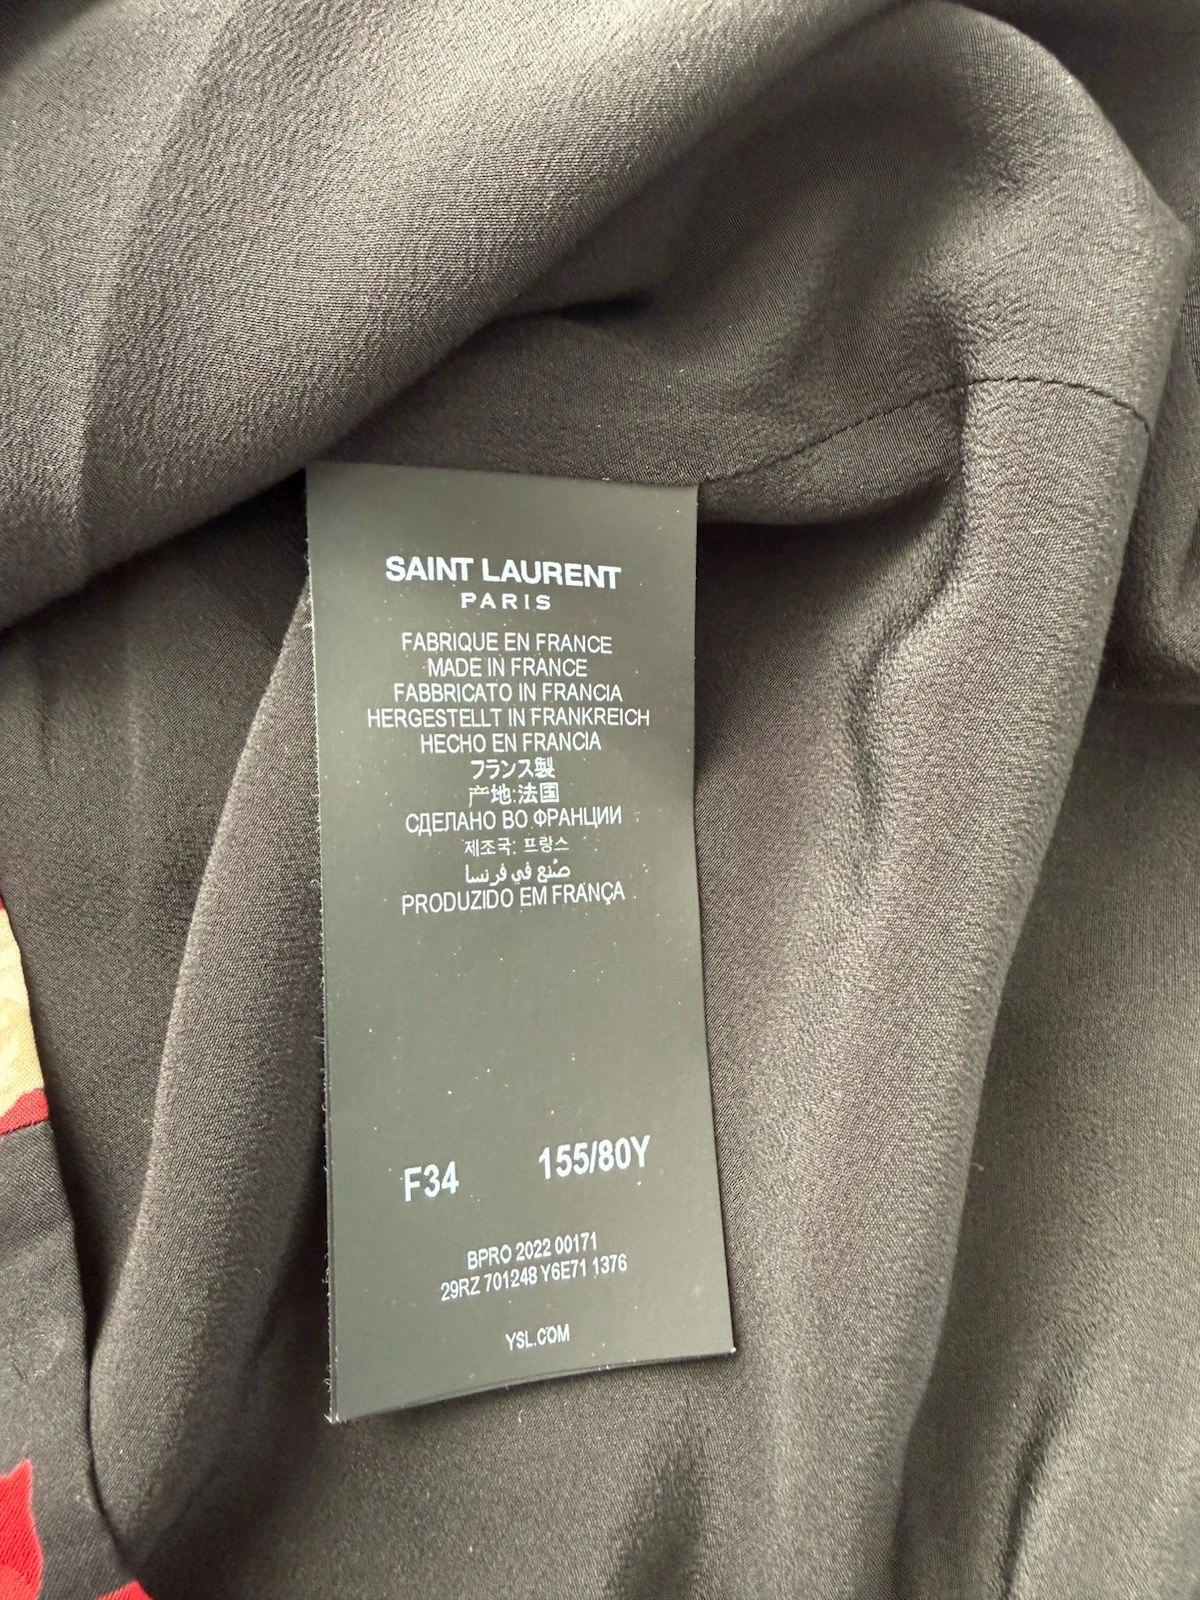 SAINT LAURENT
PARIS
FABRIQUE EN FRANCE
MADE IN FRANCE
FABBRICATO IN FRANCIA
HERGESTELLT IN FRANKREICH
HECHO EN FRANCIA
フランス製
产地:法国
СДЕЛАНО ВО ФРАНЦИИ
제조국: 프랑스
صُنع في فرنسا
PRODUZIDO EM FRANÇA
F34 155/80Y
BPRO 2022 00171
29RZ 701248 Y6E71 1376
YSL.COM